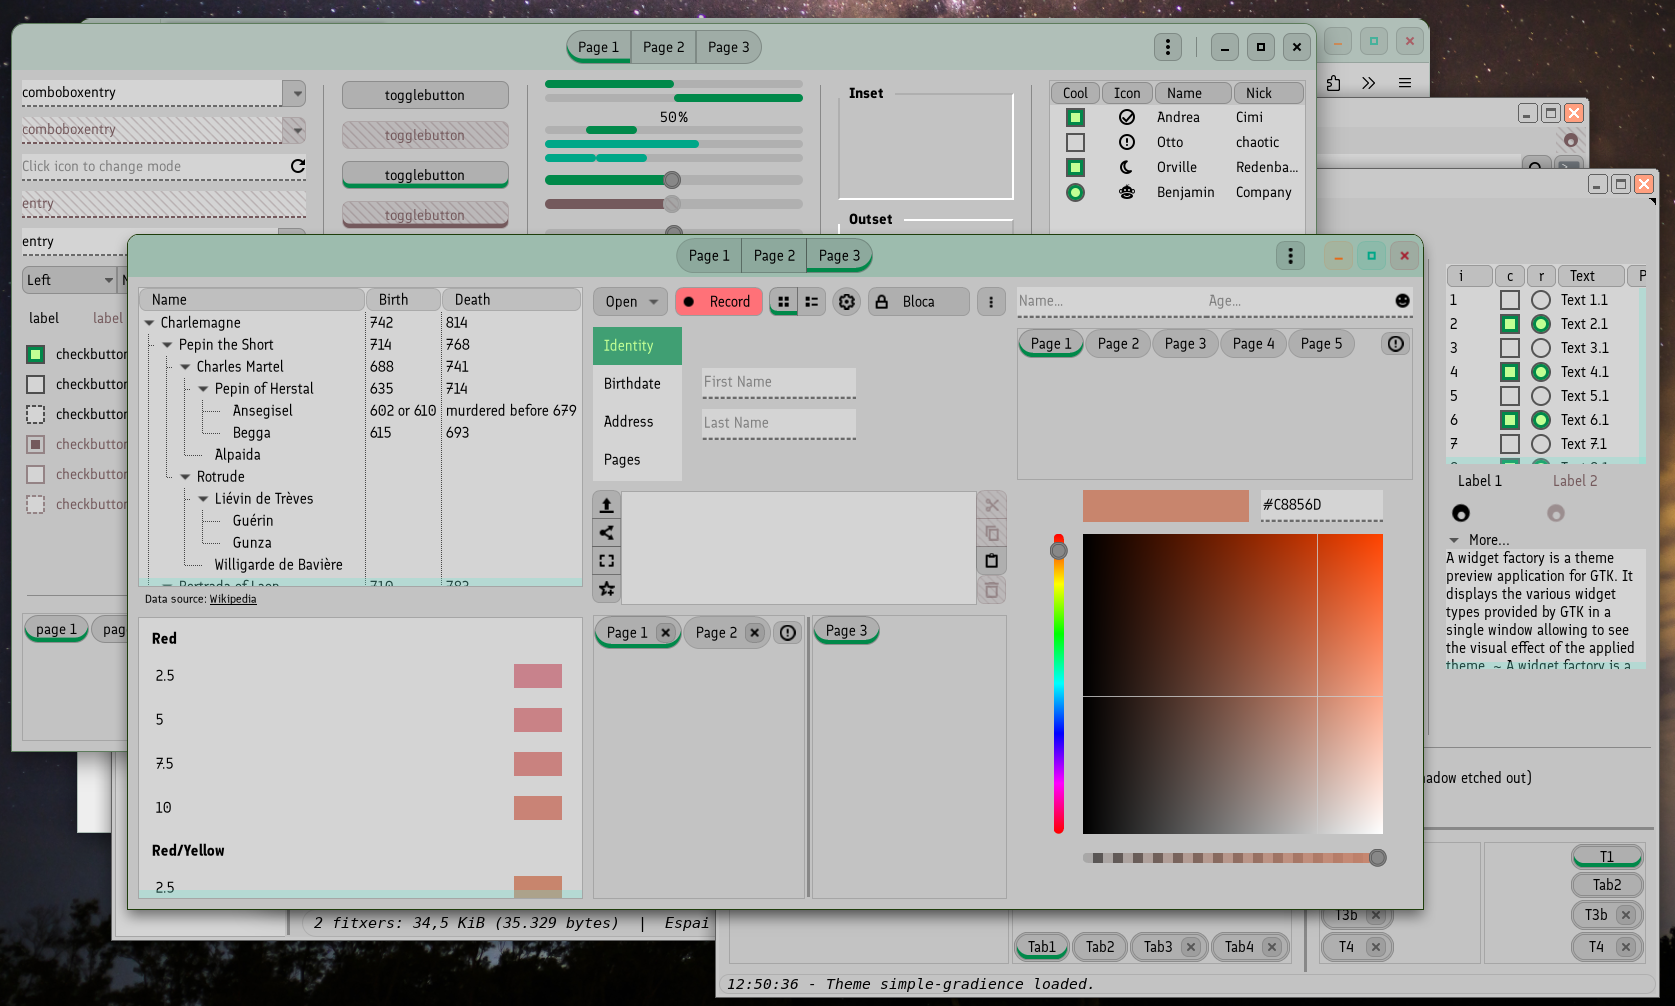 Page 1
Page 2
Page 3
comboboxentry
comboboxentry
Click icon to change mode
entry
entry
Left
label
label
checkbutton
checkbutton
checkbutton
checkbutton
checkbutton
checkbutton
page 1
togglebutton
togglebutton
togglebutton
togglebutton
50%
Inset
Outset
Cool Icon Name Nick
Andrea Cimi
Otto chaotic
Orville Redenba...
Benjamin Company
Page 1
Page 2
Page 3
Name Birth Death
Charlemagne 742 814
Pepin the Short 714 768
Charles Martel 688 741
Pepin of Herstal 635 714
Ansegisel 602 or 610 murdered before 679
Begga 615 693
Alpaida
Rotrude
Liévin de Trèves
Guérin
Gunza
Willigarde de Bavière
Bertrada of Laon 710 783
Data source: Wikipedia
Red
2.5
5
7.5
10
Red/Yellow
2.5
Open
Record
Bloca
Identity
Birthdate
Address
Pages
First Name
Last Name
Page 1
Page 2
Page 3
Name...
Age...
Page 1
Page 2
Page 3
Page 4
Page 5
#C8856D
i c r Text P
1 Text 1.1
2 Text 2.1
3 Text 3.1
4 Text 4.1
5 Text 5.1
6 Text 6.1
7 Text 7.1
Label 1
Label 2
More...
A widget factory is a theme
preview application for GTK. It
displays the various widget
types provided by GTK in a
single window allowing to see
the visual effect of the applied
theme. ~ A widget factory is a
hadow etched out)
T1
Tab2
T3b
T4
T3b
T4
Tab1
Tab2
Tab3
Tab4
2 fitxers: 34,5 KiB (35.329 bytes) | Espai
12:50:36 - Theme simple-gradience loaded.